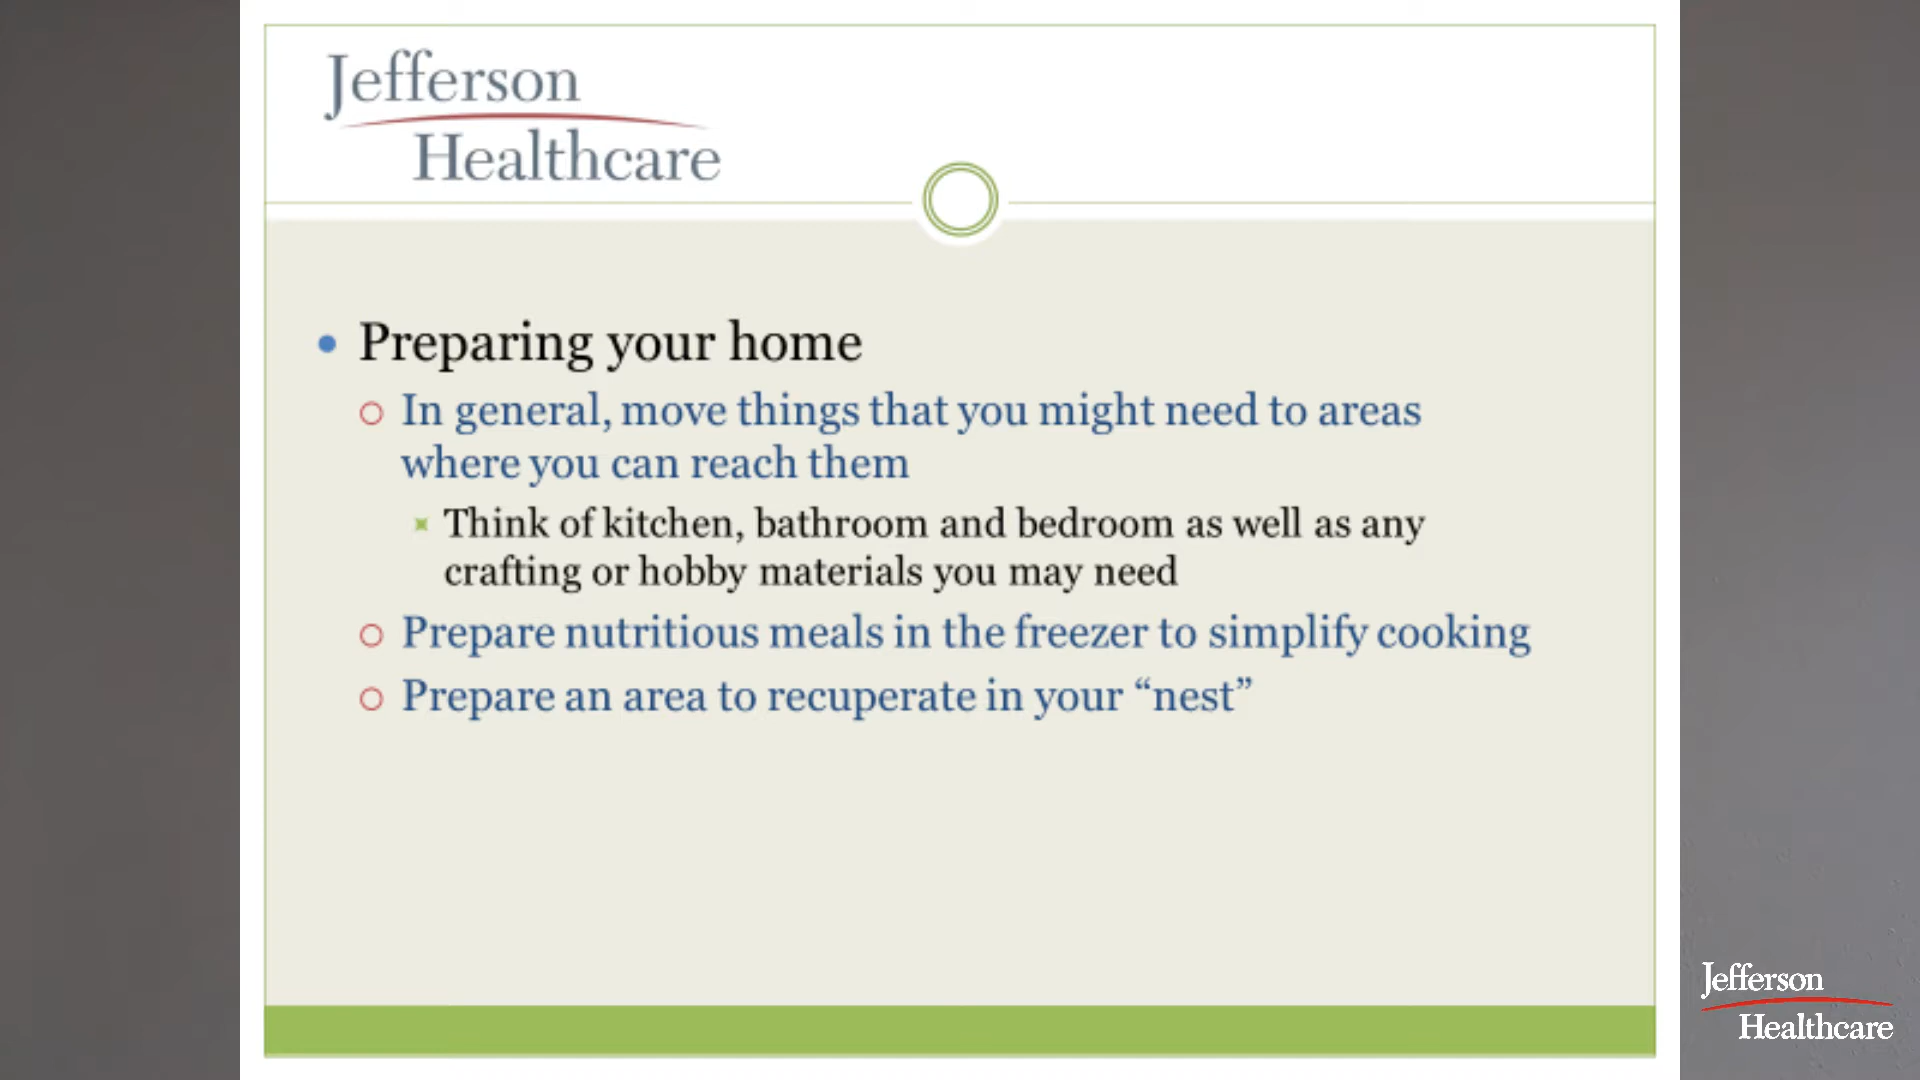 Jefferson
Healthcare
Preparing your home
In general, move things that you might need to areas
where you can reach them
Think of kitchen, bathroom and bedroom as well as any
crafting or hobby materials you may need
Prepare nutritious meals in the freezer to simplify cooking
Prepare an area to recuperate in your “nest”
Jefferson
Healthcare